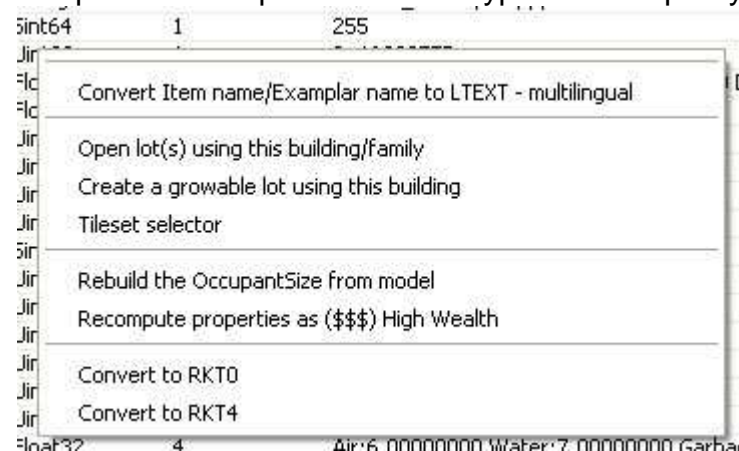 Sint64 1 255
Convert Item name/Examplar name to LTEXT - multilingual
Open lot(s) using this building/family
Create a growable lot using this building
Tileset selector
Rebuild the OccupantSize from model
Recompute properties as ($$$) High Wealth
Convert to RKT0
Convert to RKT4
Float32 4 Air:6.00000000 Water:7.00000000